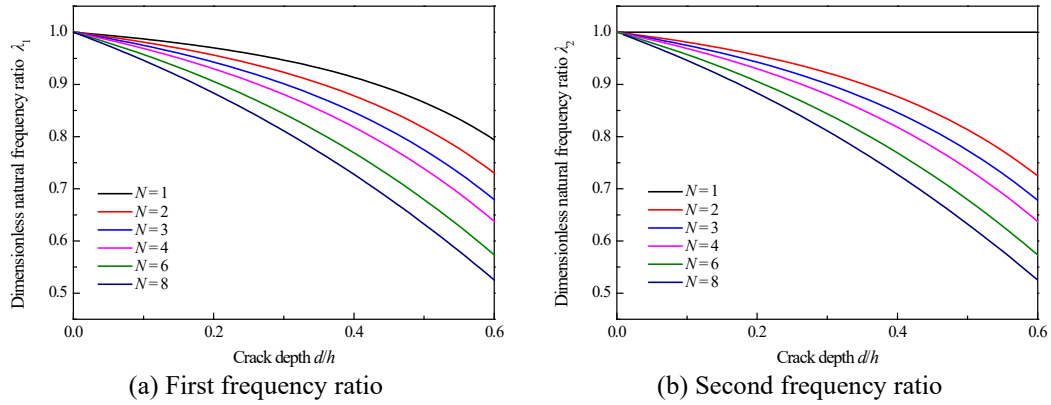 Dimensionless natural frequency ratio λ₁
1.0
0.9
0.8
0.7
0.6
0.5
N=1
N=2
N=3
N=4
N=6
N=8
0.0 0.2 0.4 0.6
Crack depth d/h
(a) First frequency ratio
Dimensionless natural frequency ratio λ₂
1.0
0.9
0.8
0.7
0.6
0.5
N=1
N=2
N=3
N=4
N=6
N=8
0.0 0.2 0.4 0.6
Crack depth d/h
(b) Second frequency ratio